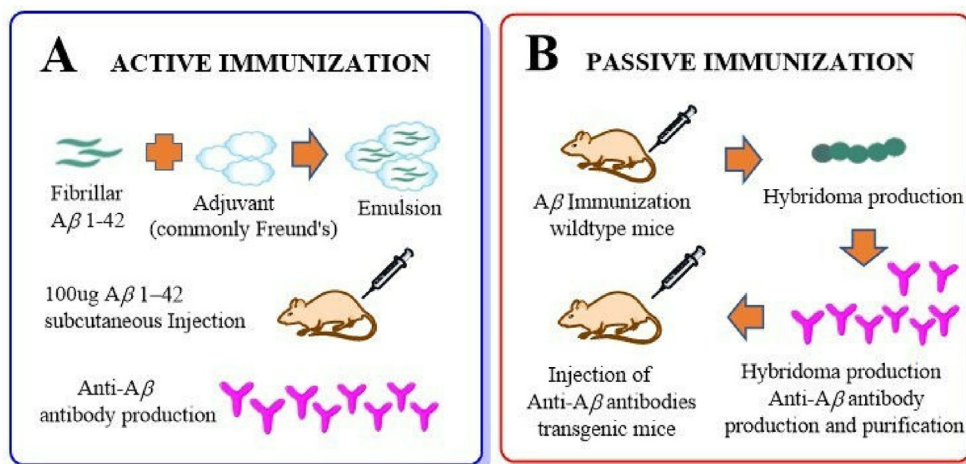 A ACTIVE IMMUNIZATION
Fibrillar
Aβ 1-42
Adjuvant
(commonly Freund's)
Emulsion
100ug Aβ 1–42
subcutaneous Injection
Anti-Aβ
antibody production
B PASSIVE IMMUNIZATION
Aβ Immunization
wildtype mice
Hybridoma production
Injection of
Anti-Aβ antibodies
transgenic mice
Hybridoma production
Anti-Aβ antibody
production and purification